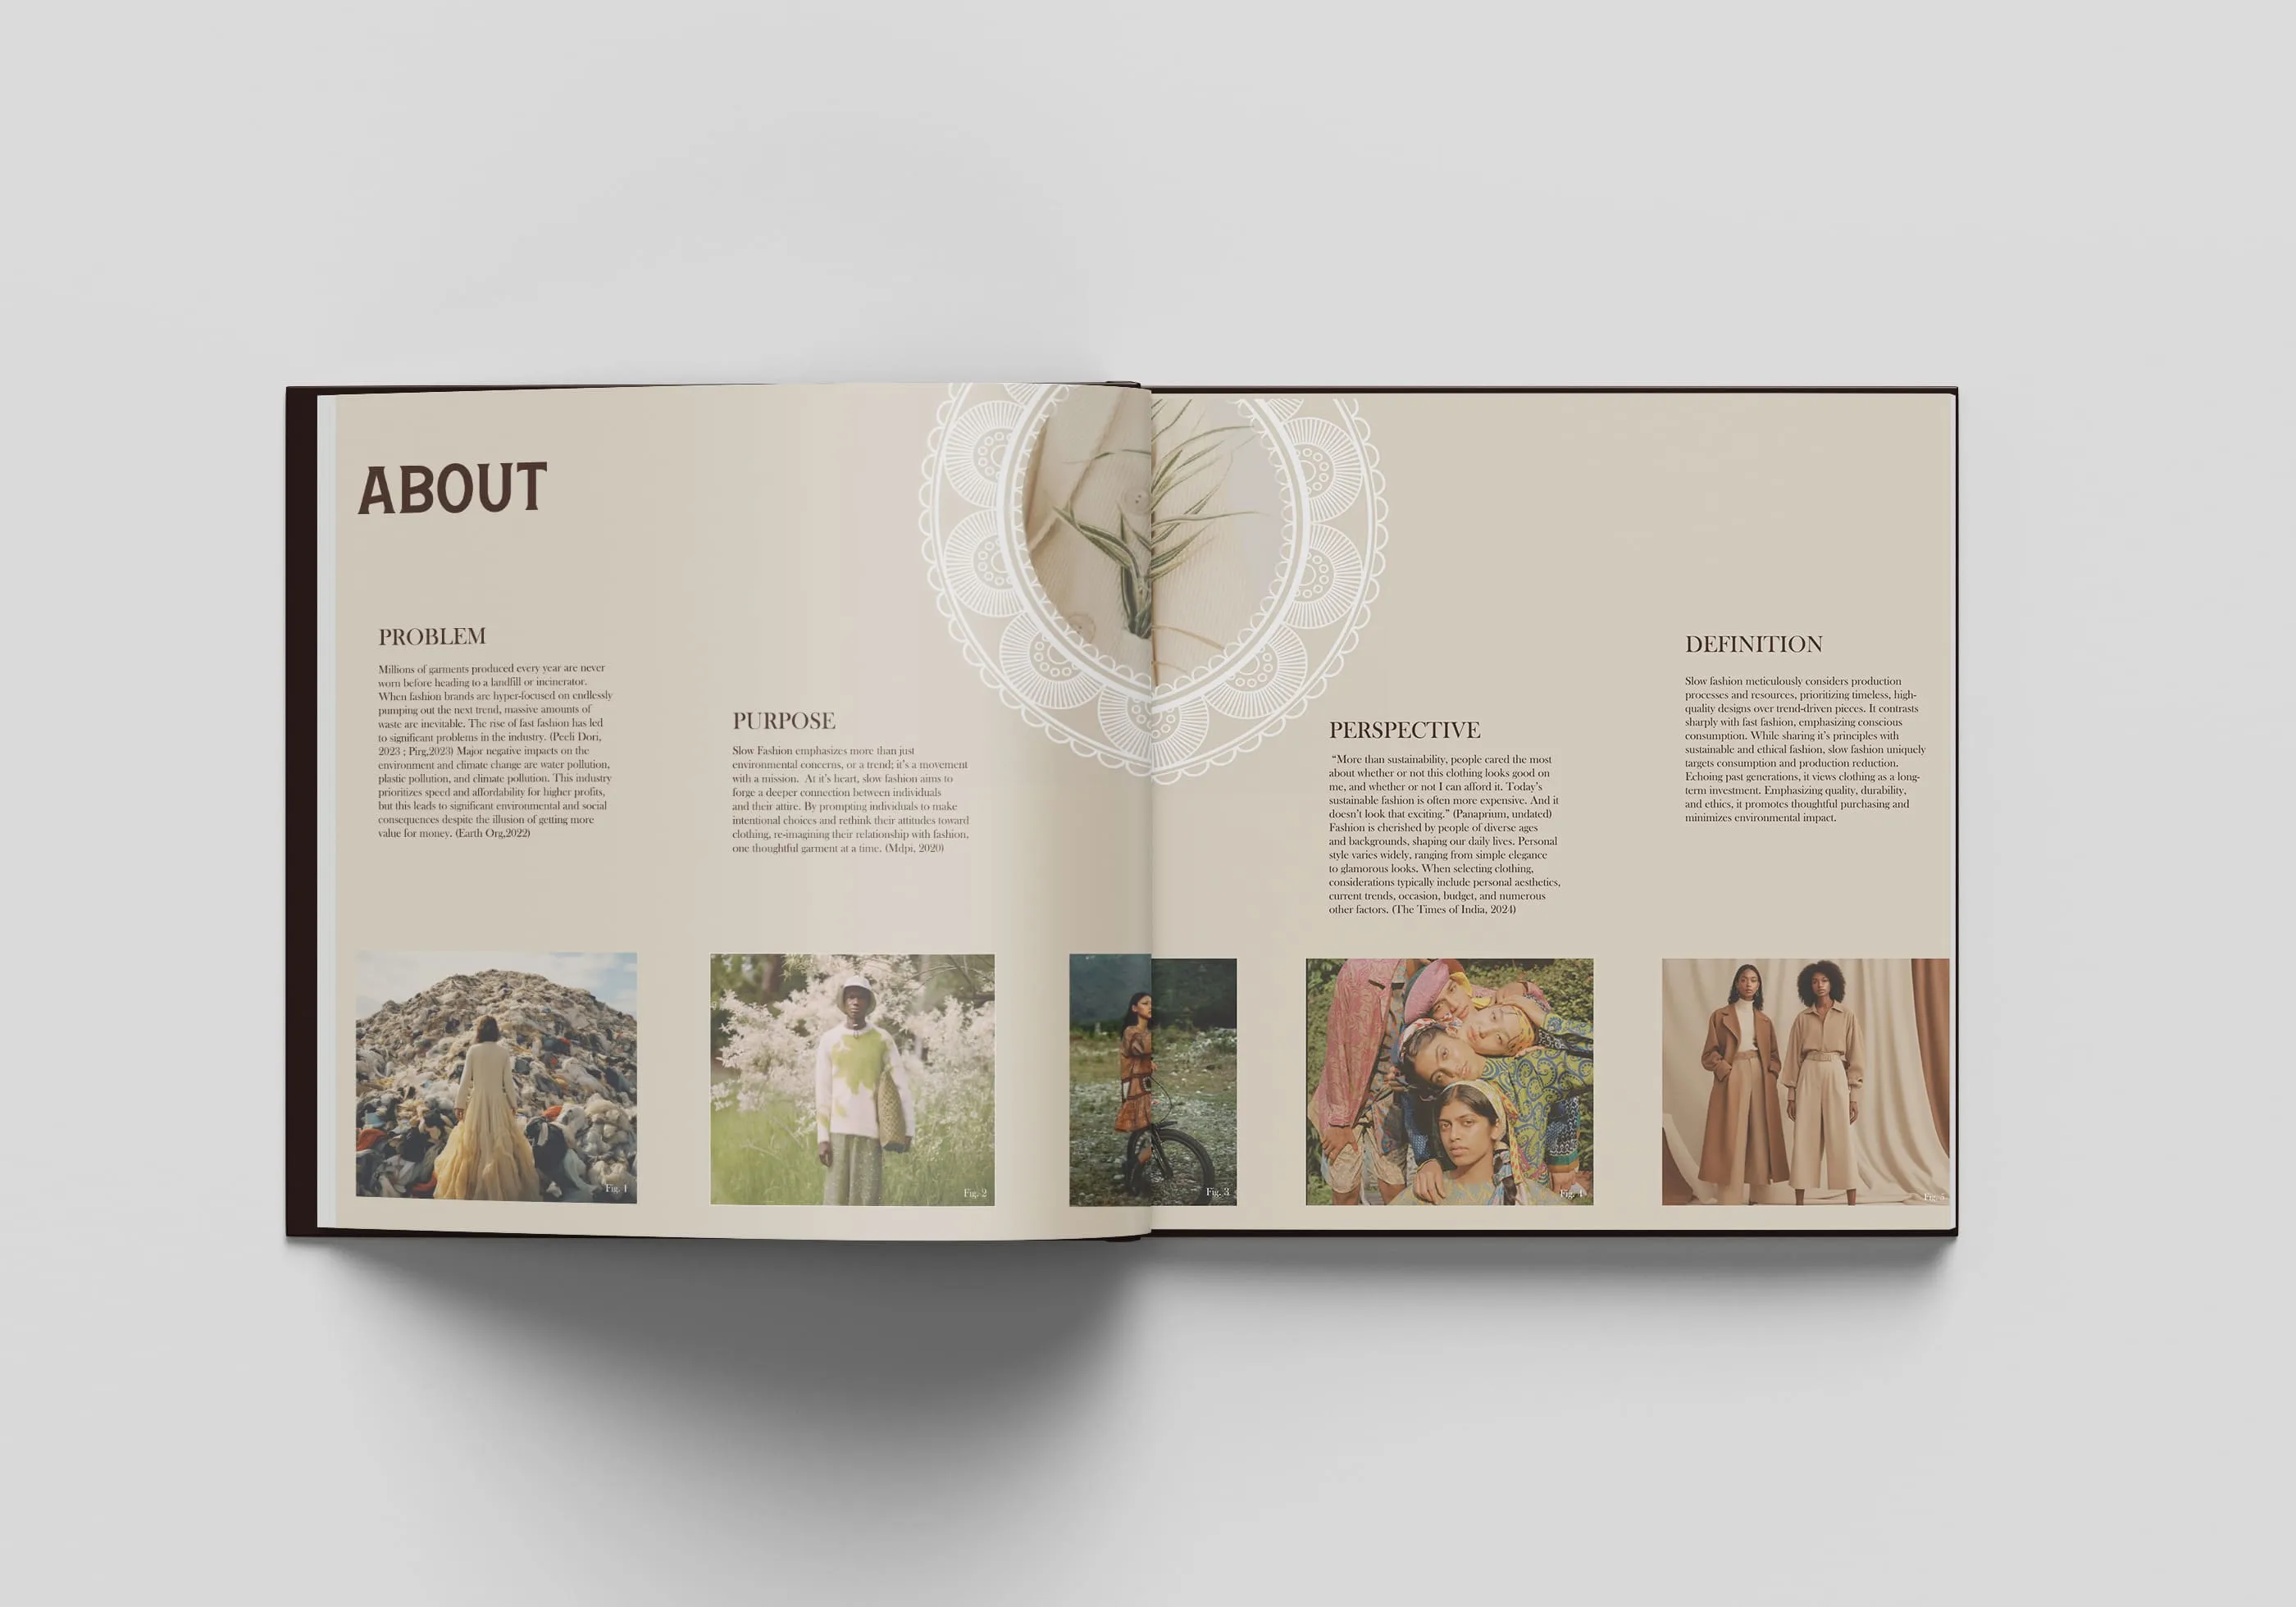 ABOUT
PROBLEM
Millions of garments produced every year are never
worn before heading to a landfill or incinerator.
When fashion brands are hyper-focused on endlessly
pumping out the next trend, massive amounts of
waste are inevitable. The rise of fast fashion has led
to significant problems in the industry. (Peeli Dori,
2023 ; Pirg,2023) Major negative impacts on the
environment and climate change are water pollution,
plastic pollution, and climate pollution. This industry
prioritizes speed and affordability for higher profits,
but this leads to significant environmental and social
consequences despite the illusion of getting more
value for money. (Earth Org,2022)
PURPOSE
Slow Fashion emphasizes more than just
environmental concerns, or a trend; it's a movement
with a mission.  At it's heart, slow fashion aims to
forge a deeper connection between individuals
and their attire. By prompting individuals to make
intentional choices and rethink their attitudes toward
clothing, re-imagining their relationship with fashion,
one thoughtful garment at a time. (Mdpi, 2020)
PERSPECTIVE
“More than sustainability, people cared the most
about whether or not this clothing looks good on
me, and whether or not I can afford it. Today's
sustainable fashion is often more expensive. And it
doesn't look that exciting.” (Panaprium, undated)
Fashion is cherished by people of diverse ages
and backgrounds, shaping our daily lives. Personal
style varies widely, ranging from simple elegance
to glamorous looks. When selecting clothing,
considerations typically include personal aesthetics,
current trends, occasion, budget, and numerous
other factors. (The Times of India, 2024)
DEFINITION
Slow fashion meticulously considers production
processes and resources, prioritizing timeless, high-
quality designs over trend-driven pieces. It contrasts
sharply with fast fashion, emphasizing conscious
consumption. While sharing it's principles with
sustainable and ethical fashion, slow fashion uniquely
targets consumption and production reduction.
Echoing past generations, it views clothing as a long-
term investment. Emphasizing quality, durability,
and ethics, it promotes thoughtful purchasing and
minimizes environmental impact.
Fig. 1
Fig. 2
Fig. 3
Fig. 4
Fig. 5